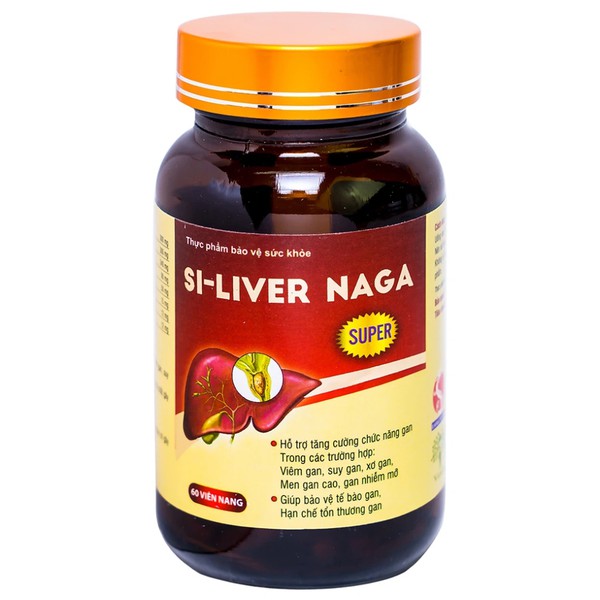 Thực phẩm bảo vệ sức khỏe
SI-LIVER NAGA
SUPER
• Hỗ trợ tăng cường chức năng gan
Trong các trường hợp:
Viêm gan, suy gan, xơ gan,
Men gan cao, gan nhiễm mỡ
• Giúp bảo vệ tế bào gan,
Hạn chế tổn thương gan
60 VIÊN NANG